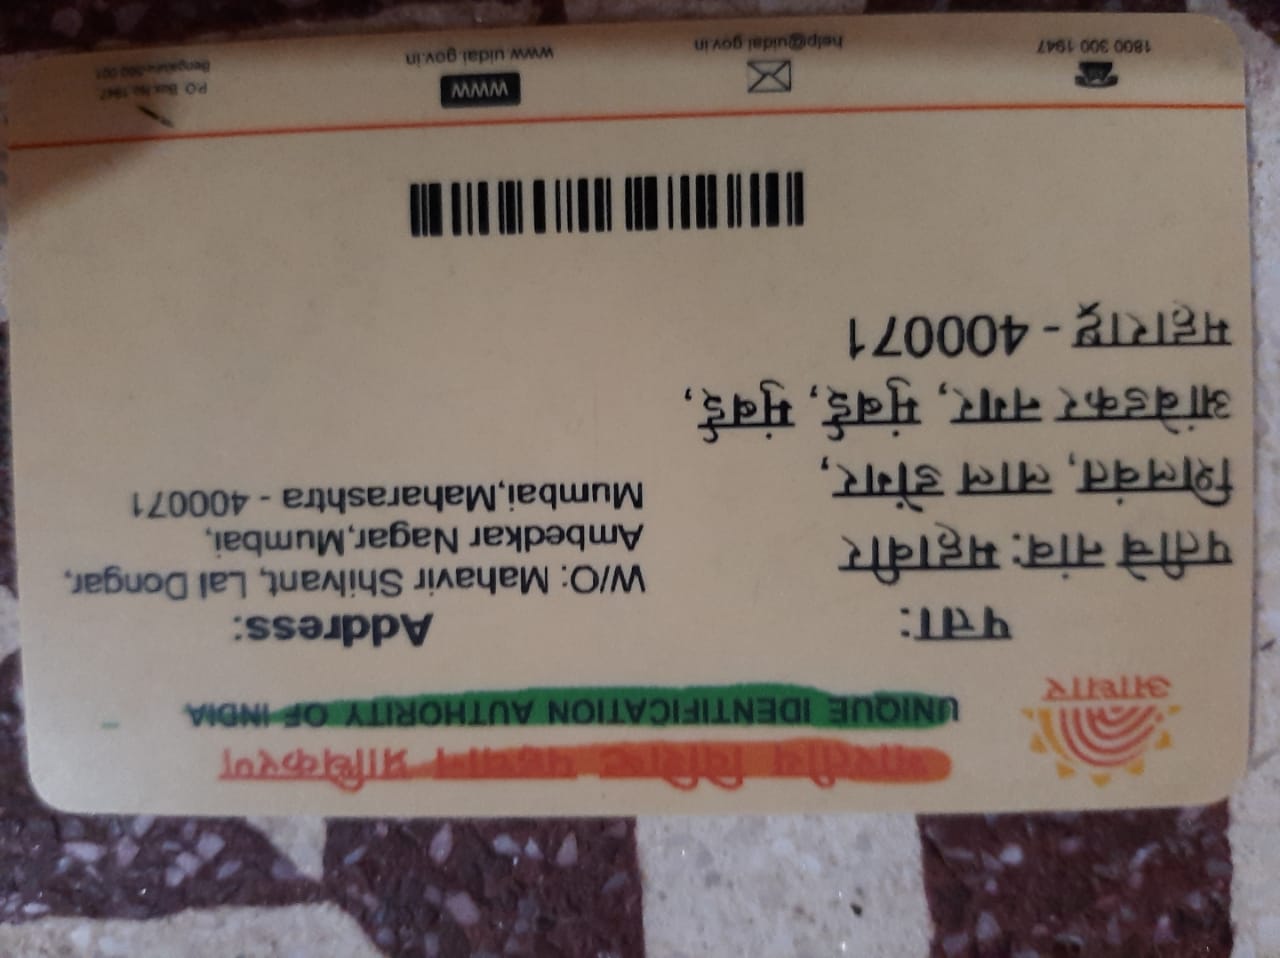 भारतीय विशिष्ट पहचान प्राधिकरण
UNIQUE IDENTIFICATION AUTHORITY OF INDIA
आधार
पत्ता:
पतीचे नांव: महावीर
शिलवंत, लाल डोंगर,
आंबेडकर नगर, मुंबई, मुंबई,
महाराष्ट्र - 400071
Address:
W/O: Mahavir Shilvant, Lal Dongar,
Ambedkar Nagar,Mumbai,
Mumbai,Maharashtra - 400071
1800 300 1947
help@uidai.gov.in
WWW
www.uidai.gov.in
P.O. Box No.1947
Bengaluru-560 001